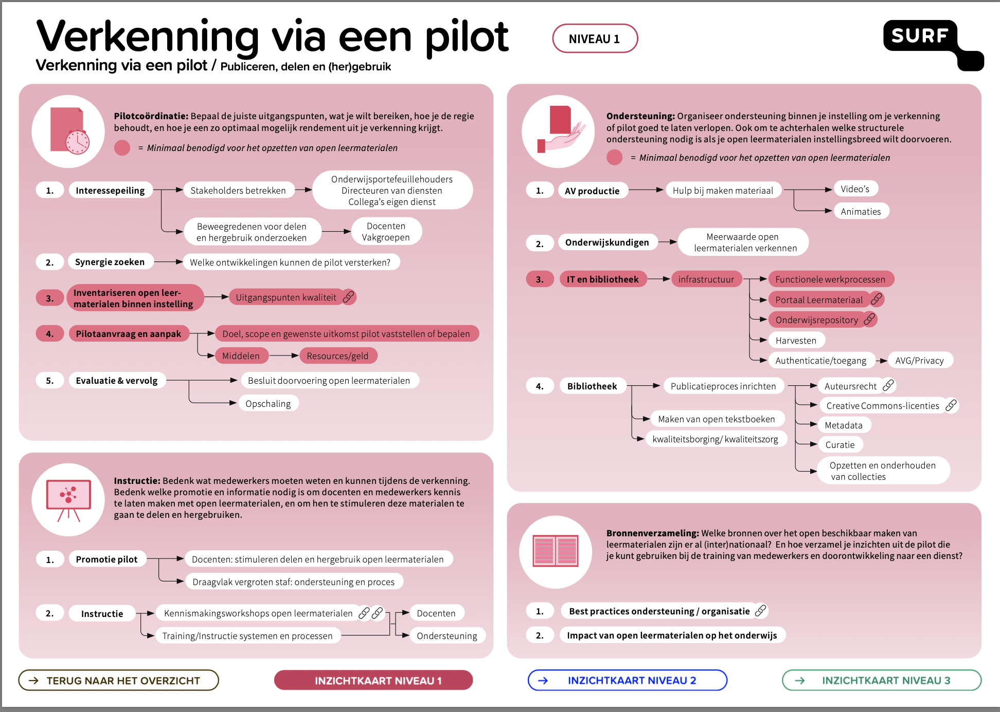 Verkenning via een pilot
NIVEAU 1
SURF
Verkenning via een pilot / Publiceren, delen en (her)gebruik
Pilotcoördinatie: Bepaal de juiste uitgangspunten, wat je wilt bereiken, hoe je de regie
behoudt, en hoe je een zo optimaal mogelijk rendement uit je verkenning krijgt.
= Minimaal benodigd voor het opzetten van open leermaterialen
1.
Interessepeiling
Stakeholders betrekken
Onderwijsportefeuillehouders
Directeuren van diensten
Collega's eigen dienst
Beweegredenen voor delen
en hergebruik onderzoeken
Docenten
Vakgroepen
2.
Synergie zoeken
Welke ontwikkelingen kunnen de pilot versterken?
3.
Inventariseren open leer-
materialen binnen instelling
Uitgangspunten kwaliteit
4.
Pilotaanvraag en aanpak
Doel, scope en gewenste uitkomst pilot vaststellen of bepalen
Middelen
Resources/geld
5.
Evaluatie & vervolg
Besluit doorvoering open leermaterialen
Opschaling
Instructie: Bedenk wat medewerkers moeten weten en kunnen tijdens de verkenning.
Bedenk welke promotie en informatie nodig is om docenten en medewerkers kennis
te laten maken met open leermaterialen, en om hen te stimuleren deze materialen te
gaan te delen en hergebruiken.
1.
Promotie pilot
Docenten: stimuleren delen en hergebruik open leermaterialen
Draagvlak vergroten staf: ondersteuning en proces
2.
Instructie
Kennismakingsworkshops open leermaterialen
Docenten
Training/Instructie systemen en processen
Ondersteuning
Ondersteuning: Organiseer ondersteuning binnen je instelling om je verkenning
of pilot goed te laten verlopen. Ook om te achterhalen welke structurele
ondersteuning nodig is als je open leermaterialen instellingsbreed wilt doorvoeren.
= Minimaal benodigd voor het opzetten van open leermaterialen
1.
AV productie
Hulp bij maken materiaal
Video's
Animaties
2.
Onderwijskundigen
Meerwaarde open
leermaterialen verkennen
3.
IT en bibliotheek
infrastructuur
Functionele werkprocessen
Portaal Leermateriaal
Onderwijsrepository
Harvesten
Authenticatie/toegang
AVG/Privacy
4.
Bibliotheek
Publicatieproces inrichten
Auteursrecht
Creative Commons-licenties
Maken van open tekstboeken
Metadata
kwaliteitsborging/ kwaliteitszorg
Curatie
Opzetten en onderhouden
van collecties
Bronnenverzameling: Welke bronnen over het open beschikbaar maken van
leermaterialen zijn er al (inter)nationaal?  En hoe verzamel je inzichten uit de pilot die
je kunt gebruiken bij de training van medewerkers en doorontwikkeling naar een dienst?
1.
Best practices ondersteuning / organisatie
2.
Impact van open leermaterialen op het onderwijs
TERUG NAAR HET OVERZICHT
INZICHTKAART NIVEAU 1
INZICHTKAART NIVEAU 2
INZICHTKAART NIVEAU 3